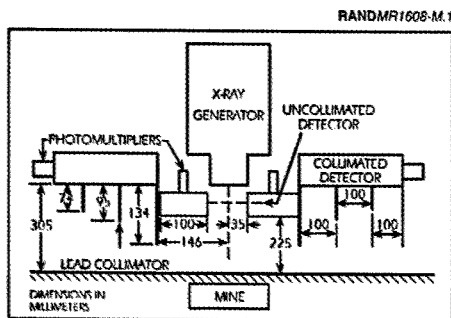 RANDMR1608-M.1
X-RAY
GENERATOR
UNCOLLIMATED
DETECTOR
PHOTOMULTIPLIERS
COLLIMATED
DETECTOR
305
134
100
35
146
225
100
100
100
LEAD COLLIMATOR
DIMENSIONS IN
MILLIMETERS
MINE